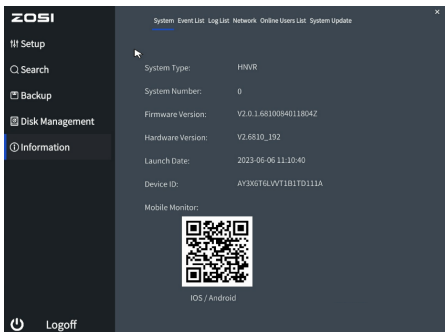 ZOSI
System Event List Log List Network Online Users List System Update
Setup
Search
Backup
Disk Management
Information
System Type: HNVR
System Number: 0
Firmware Version: V2.0.1.6810084011804Z
Hardware Version: V2.6810_192
Launch Date: 2023-06-06 11:10:40
Device ID: AY3X6T6LVVT1B1TD111A
Mobile Monitor:
IOS / Android
Logoff